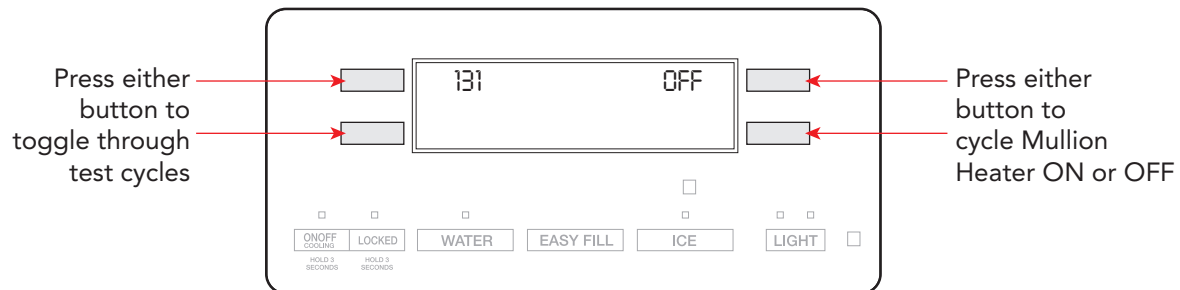 Press either
button to
toggle through
test cycles
131
OFF
Press either
button to
cycle Mullion
Heater ON or OFF
ONOFF
COOLING
LOCKED
WATER
EASY FILL
ICE
LIGHT
HOLD 3
SECONDS
HOLD 3
SECONDS